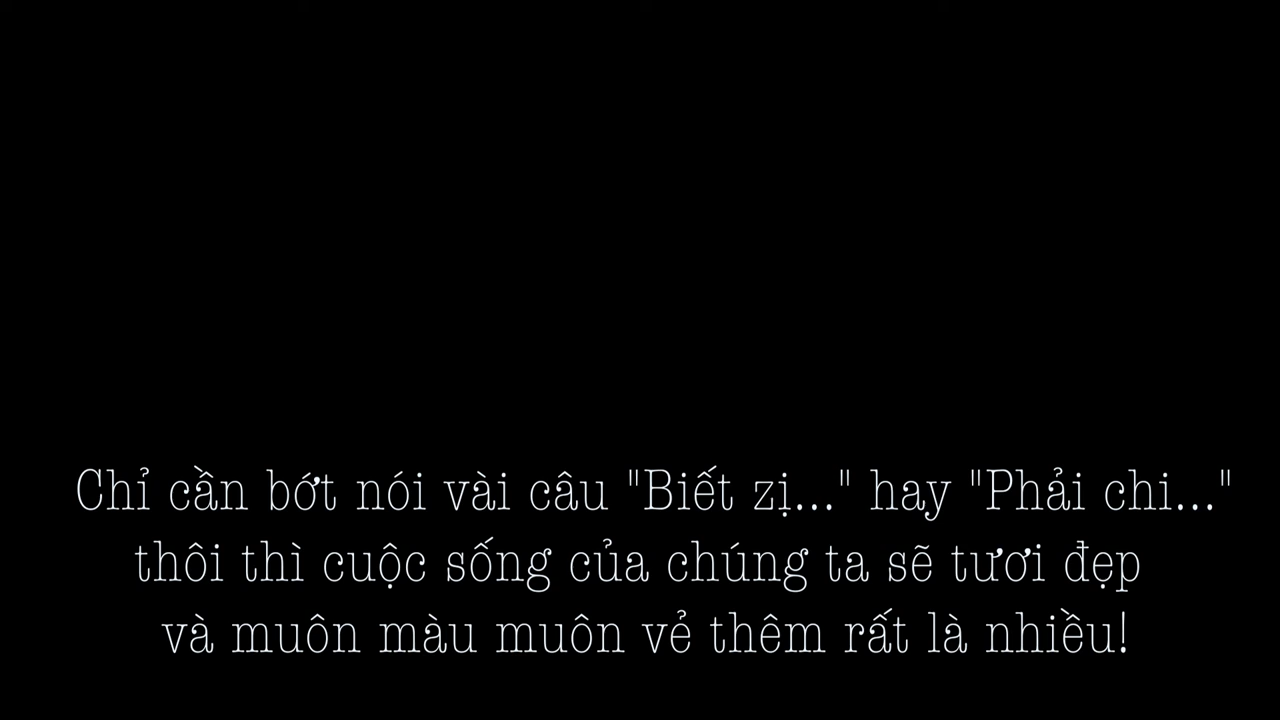 Chỉ cần bớt nói vài câu "Biết zị..." hay "Phải chi..."
thôi thì cuộc sống của chúng ta sẽ tươi đẹp
và muôn màu muôn vẻ thêm rất là nhiều!